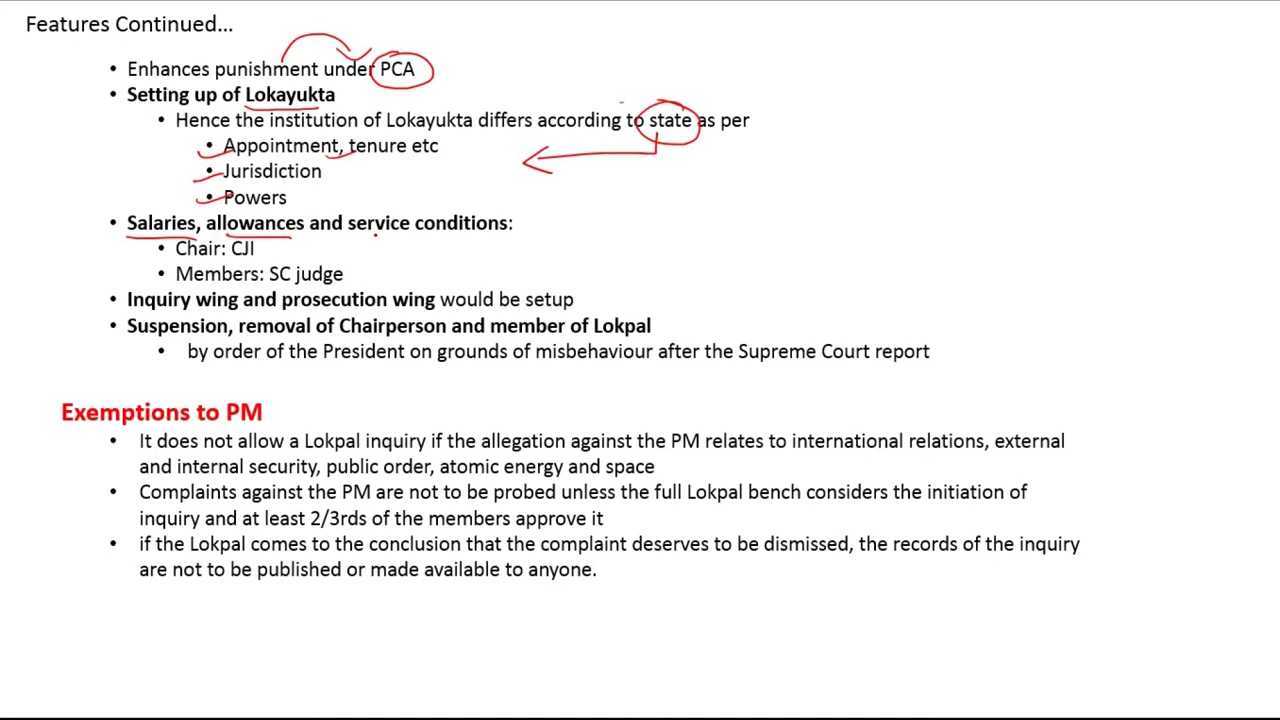 Features Continued...
• Enhances punishment under PCA
• Setting up of Lokayukta
• Hence the institution of Lokayukta differs according to state as per
• Appointment, tenure etc
• Jurisdiction
• Powers
• Salaries, allowances and service conditions:
• Chair: CJI
• Members: SC judge
• Inquiry wing and prosecution wing would be setup
• Suspension, removal of Chairperson and member of Lokpal
• by order of the President on grounds of misbehaviour after the Supreme Court report
Exemptions to PM
• It does not allow a Lokpal inquiry if the allegation against the PM relates to international relations, external
and internal security, public order, atomic energy and space
• Complaints against the PM are not to be probed unless the full Lokpal bench considers the initiation of
inquiry and at least 2/3rds of the members approve it
• if the Lokpal comes to the conclusion that the complaint deserves to be dismissed, the records of the inquiry
are not to be published or made available to anyone.